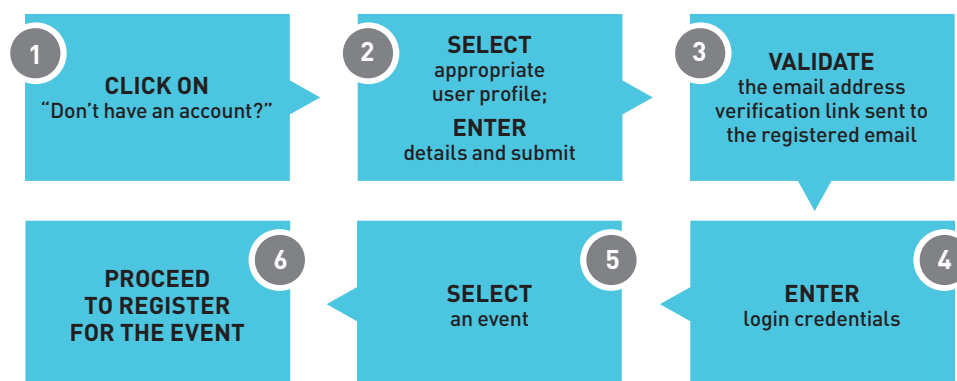 1
CLICK ON
“Don’t have an account?”
2
SELECT
appropriate
user profile;
ENTER
details and submit
3
VALIDATE
the email address
verification link sent to
the registered email
4
ENTER
login credentials
5
SELECT
an event
6
PROCEED
TO REGISTER
FOR THE EVENT